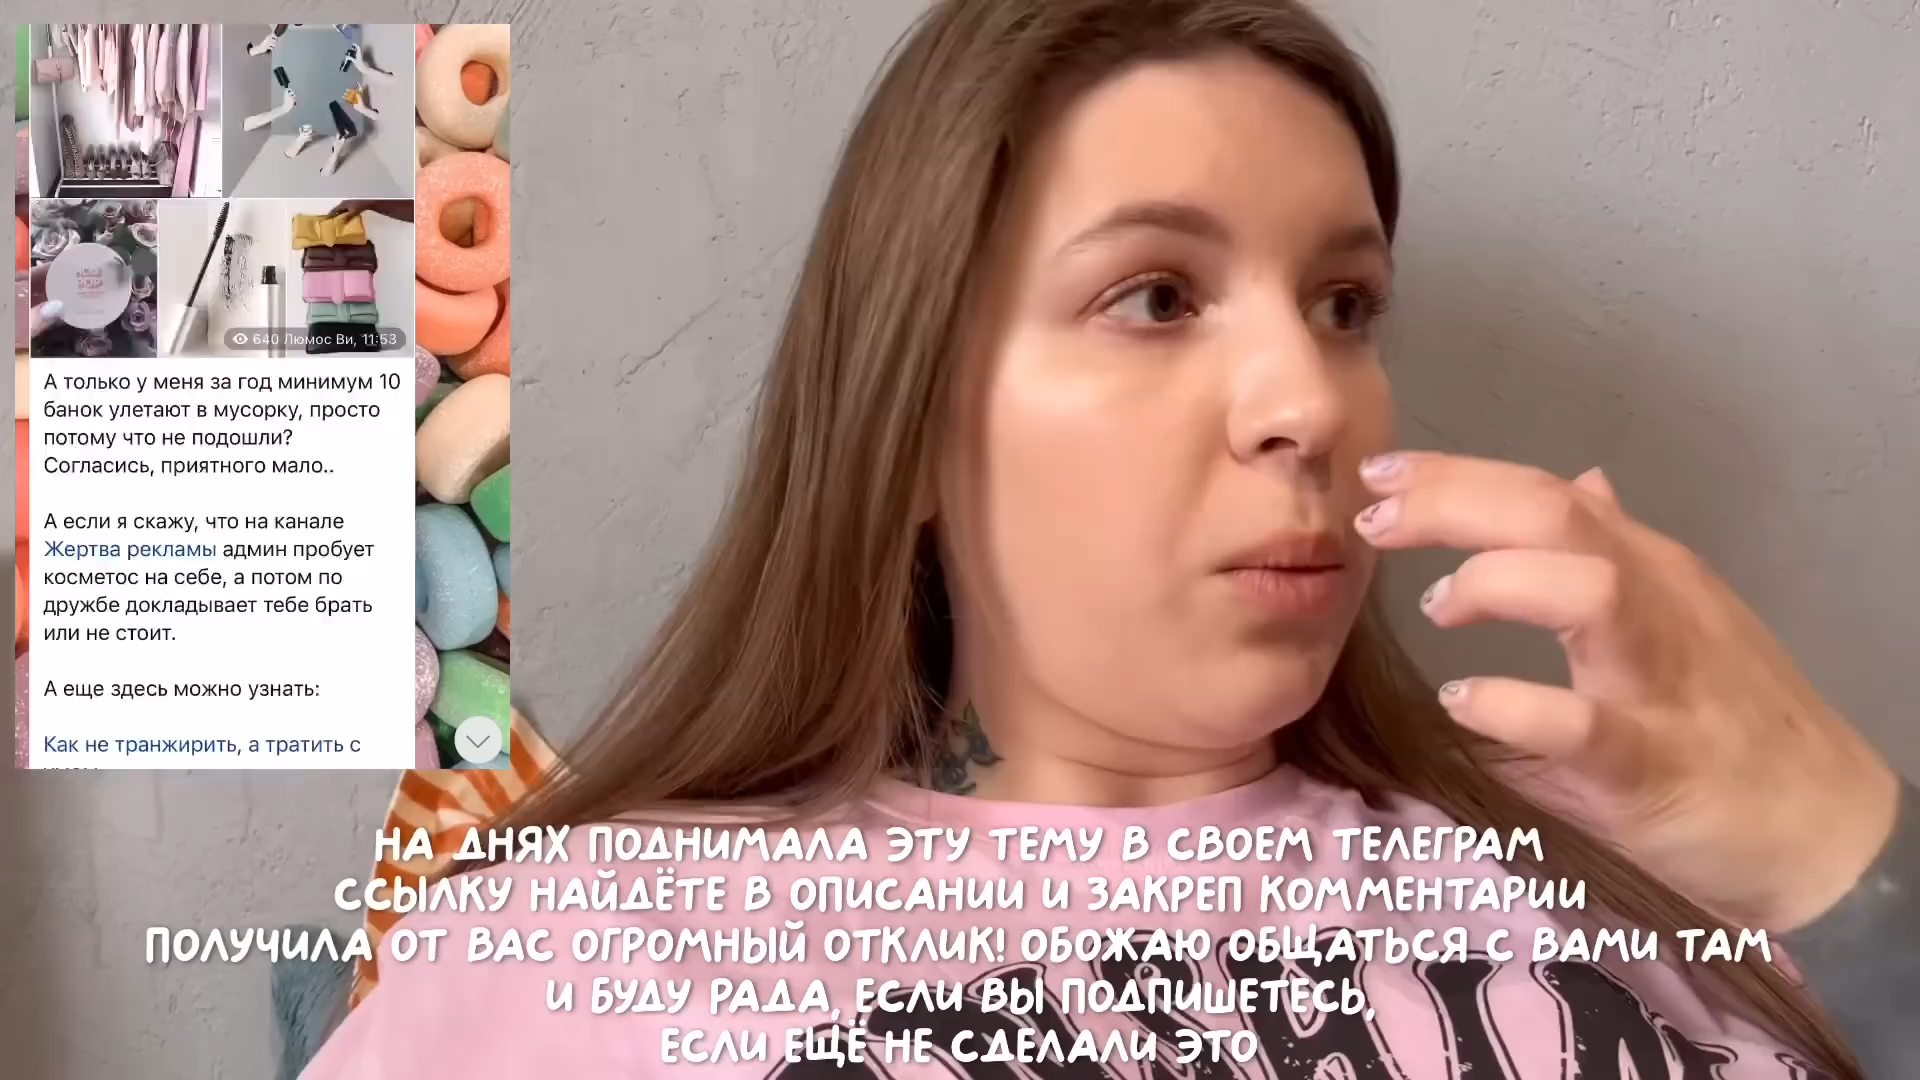 640 Люмос Ви, 11:53
А только у меня за год минимум 10
банок улетают в мусорку, просто
потому что не подошли?
Согласись, приятного мало..
А если я скажу, что на канале
Жертва рекламы админ пробует
косметос на себе, а потом по
дружбе докладывает тебе брать
или не стоит.
А еще здесь можно узнать:
Как не транжирить, а тратить с
НА ДНЯХ ПОДНИМАЛА ЭТУ ТЕМУ В СВОЕМ ТЕЛЕГРАМ
ССЫЛКУ НАЙДЁТЕ В ОПИСАНИИ И ЗАКРЕП КОММЕНТАРИИ
ПОЛУЧИЛА ОТ ВАС ОГРОМНЫЙ ОТКЛИК! ОБОЖАЮ ОБЩАТЬСЯ С ВАМИ ТАМ
И БУДУ РАДА, ЕСЛИ ВЫ ПОДПИШЕТЕСЬ,
ЕСЛИ ЕЩЁ НЕ СДЕЛАЛИ ЭТО